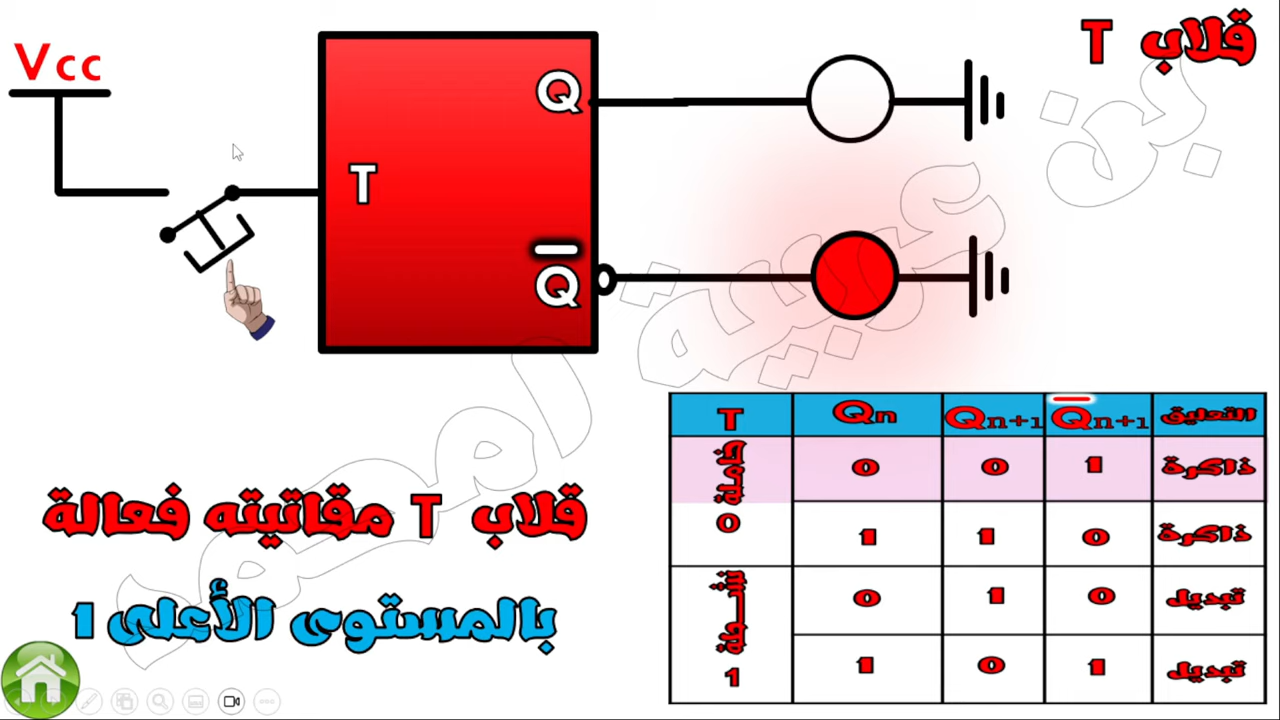 قلاب T
Vcc
Q
T
Q̅
قلاب T مقاتيته فعالة
بالمستوى الأعلى 1
T Qn Qn+1 Q̅n+1 التعليق
خاملة 0 0 0 1 ذاكرة
1 1 0 ذاكرة
نشطة 1 0 1 0 تبديل
1 0 1 تبديل